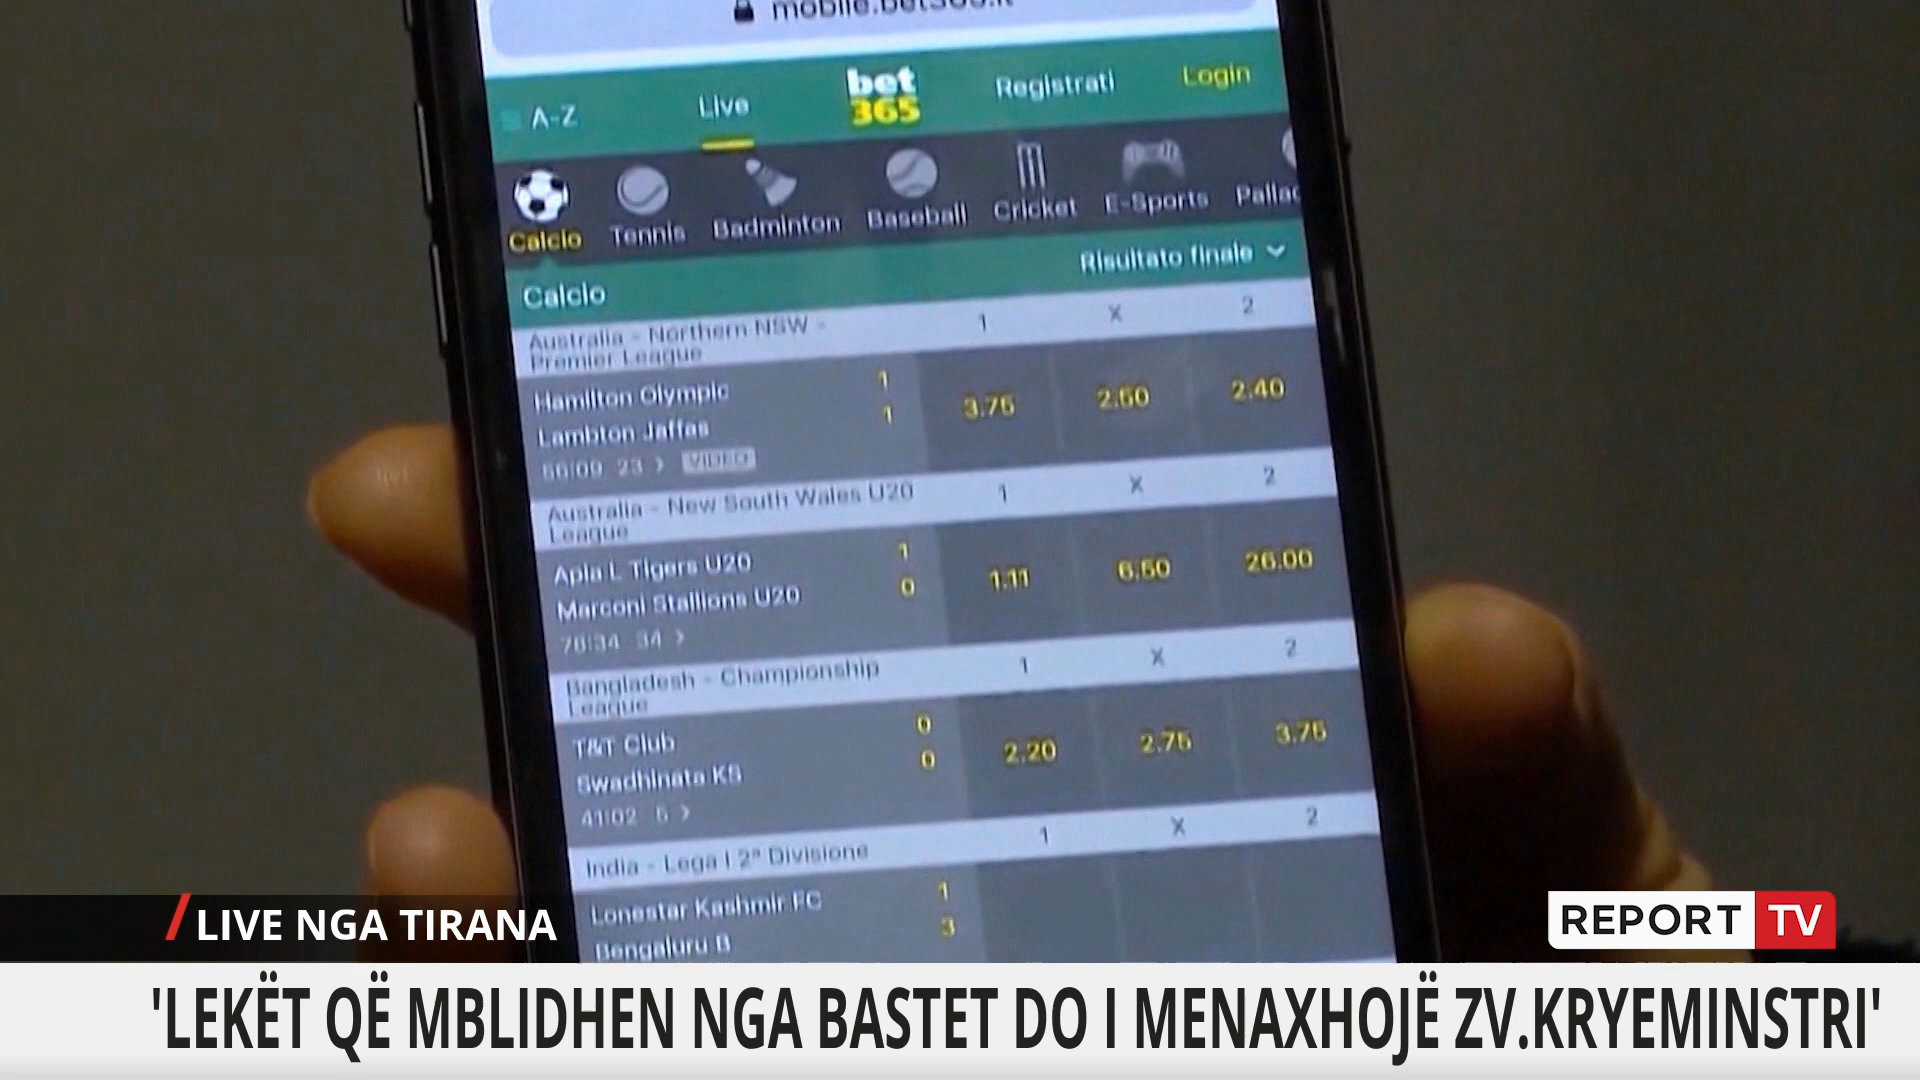 A-Z Live bet 365 Registrati Login
Calcio Tennis Badminton Baseball Cricket E-Sports
Calcio Risultato finale
Australia - Northern NSW - 1 X 2
Premier League
Hamilton Olympic 1
Lambton Jaffas 1
3.75 2.50 2.40
56:09 23 > VIDEO
Australia - New South Wales U20 1 X 2
League
Apia L Tigers U20 1
Marconi Stallions U20 0
1.11 6.50 26.00
76:34 34 >
Bangladesh - Championship 1 X 2
League
T&T Club 0
Swadhinata KS 0
2.20 2.75 3.75
41:02 5 >
India - Lega I 2ª Divisione 1 X 2
Lonestar Kashmir FC 1
Bengaluru B 3
LIVE NGA TIRANA
REPORT TV
'LEKËT QË MBLIDHEN NGA BASTET DO I MENAXHOJË ZV.KRYEMINSTRI'